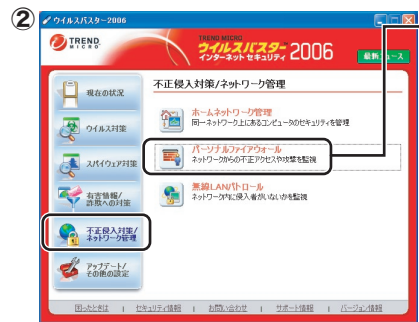 ②
ウイルスバスター2006
TREND MICRO
TREND MICRO
ウイルスバスター2006
インターネット セキュリティ
不正侵入対策/ネットワーク管理
現在の状況
ウイルス対策
スパイウェア対策
有害情報/
詐欺への対策
不正侵入対策/
ネットワーク管理
アップデート/
その他の設定
ホームネットワーク管理
同一ネットワーク上にあるコンピュータのセキュリティを管理
パーソナルファイアウォール
ネットワークからの不正アクセスや攻撃を監視
無線LANパトロール
ネットワーク内に侵入者がいないかを監視
困ったときは | セキュリティ情報 | お問い合わせ | サポート情報 | バージョン情報